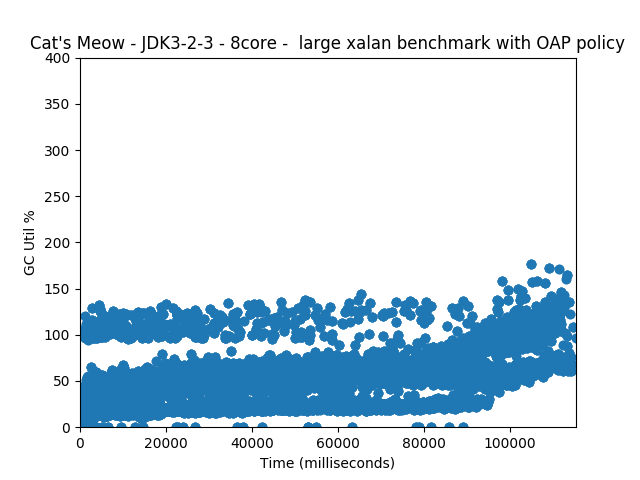 Cat's Meow - JDK3-2-3 - 8core -  large xalan benchmark with OAP policy
400
350
300
250
200
150
100
50
0
GC Util %
0 20000 40000 60000 80000 100000
Time (milliseconds)